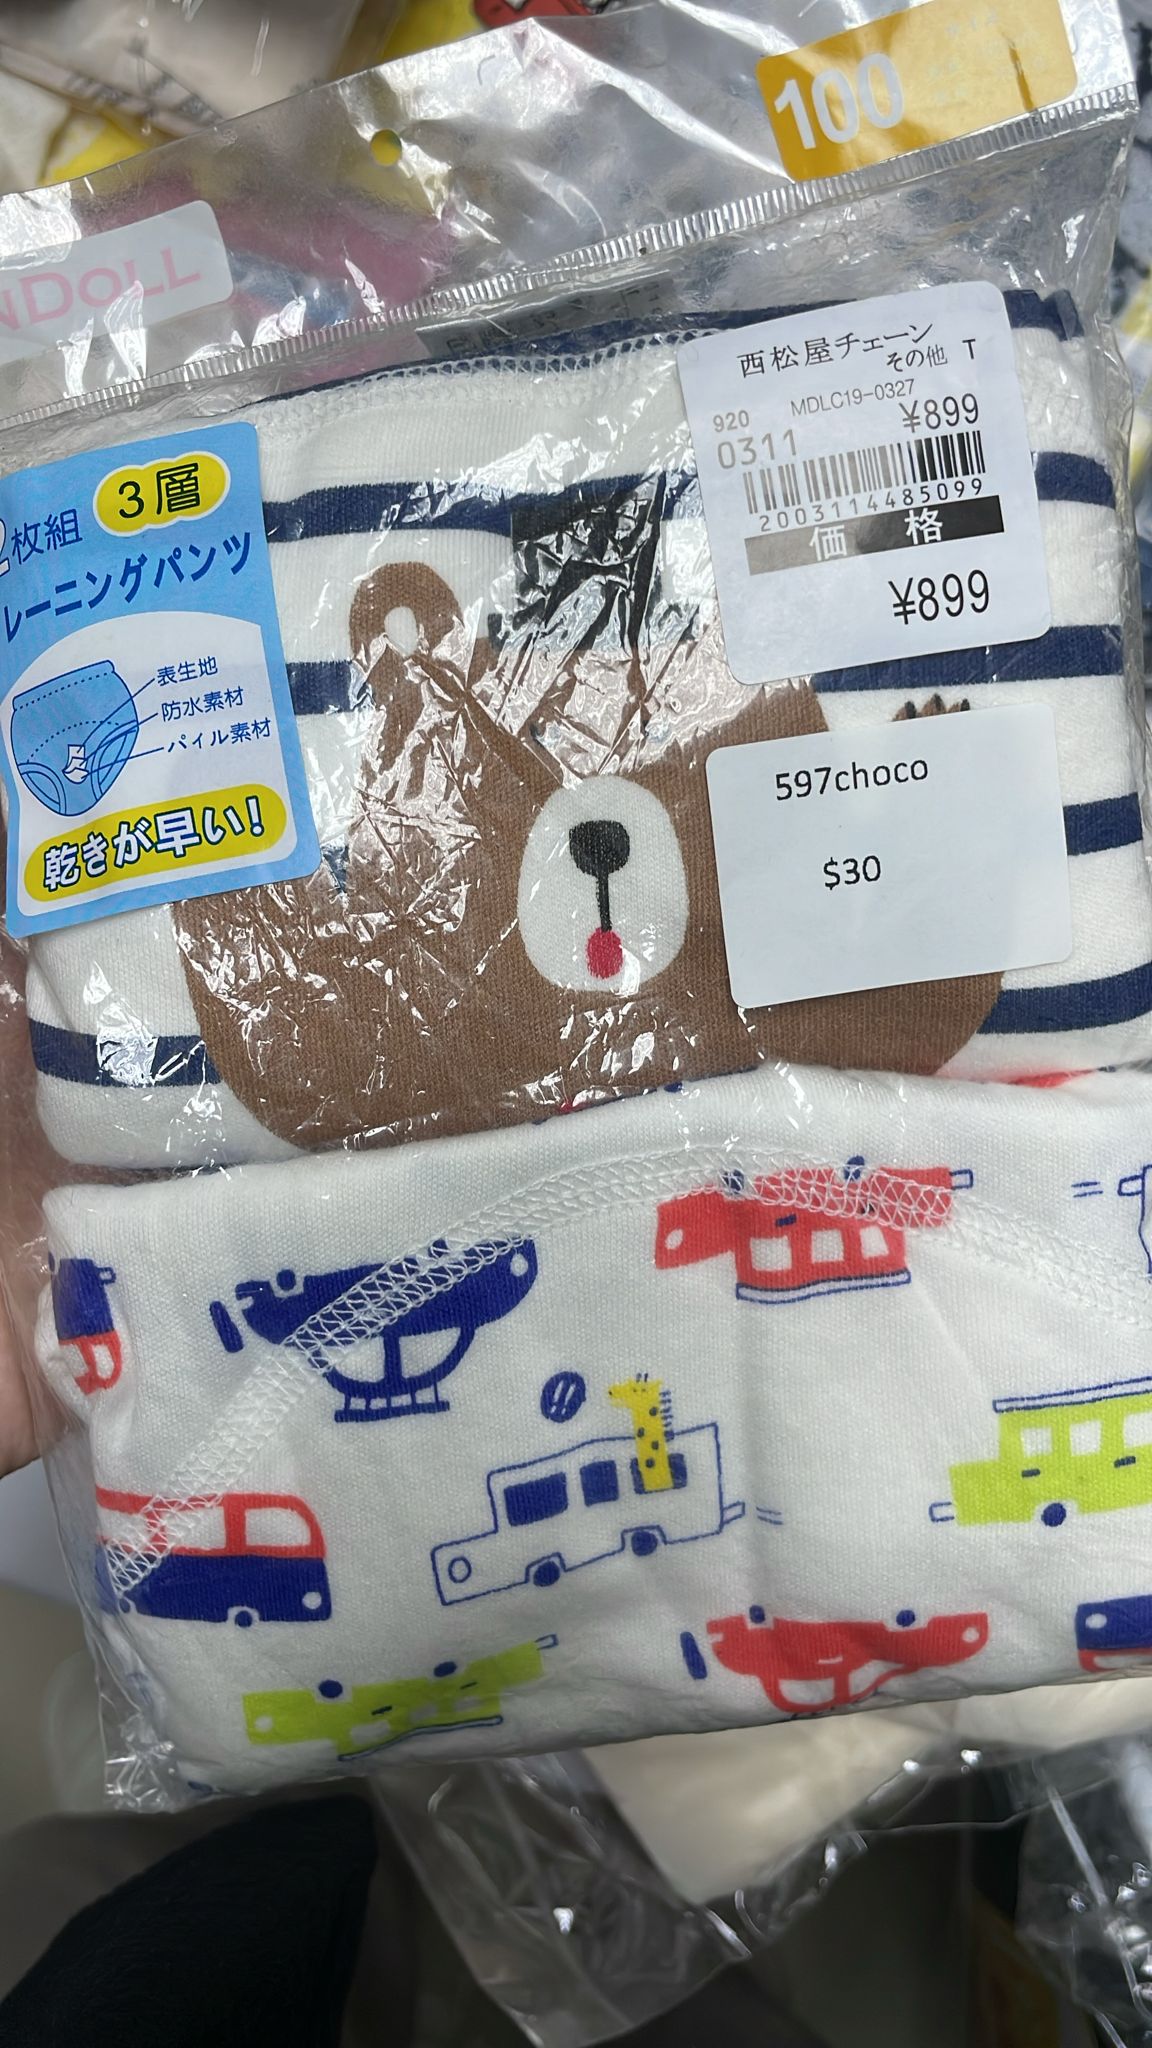 100
NDOLL
西松屋チェーン
その他 T
MDLC19-0327
920
¥899
0311
2003114485099
価 格
¥899
2枚組
3層
レーニングパンツ
表生地
防水素材
パイル素材
乾きが早い!
597choco
$30